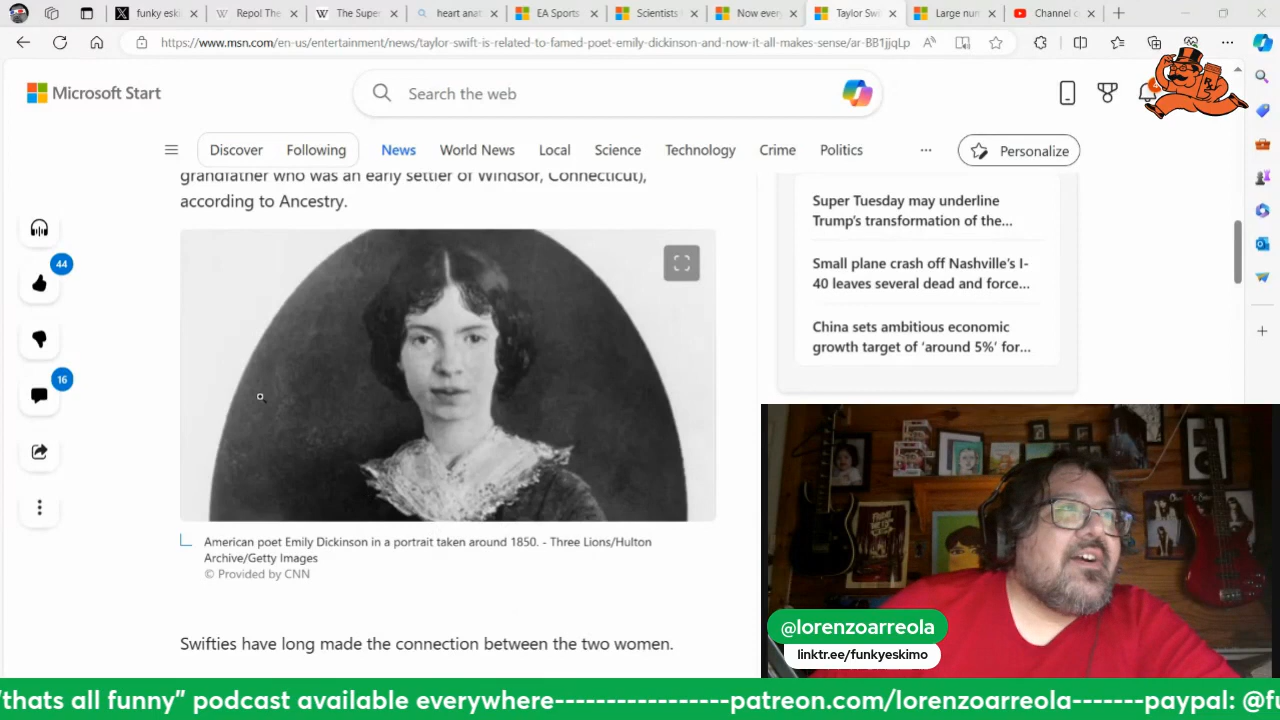 funky eski
Repo! The
The Super
heart anat
EA Sports
Scientists
Now every
Taylor Swi
Large num
Channel c
https://www.msn.com/en-us/entertainment/news/taylor-swift-is-related-to-famed-poet-emily-dickinson-and-now-it-all-makes-sense/ar-BB1jjqLp
Microsoft Start
Search the web
Discover
Following
News
World News
Local
Science
Technology
Crime
Politics
Personalize
grandfather who was an early settler of Windsor, Connecticut),
according to Ancestry.
44
16
American poet Emily Dickinson in a portrait taken around 1850. - Three Lions/Hulton
Archive/Getty Images
© Provided by CNN
Swifties have long made the connection between the two women.
Super Tuesday may underline
Trump's transformation of the...
Small plane crash off Nashville's I-
40 leaves several dead and force...
China sets ambitious economic
growth target of 'around 5%' for...
@lorenzoarreola
linktr.ee/funkyeskimo
"thats all funny" podcast available everywhere-----------------patreon.com/lorenzoarreola-------paypal: @fu